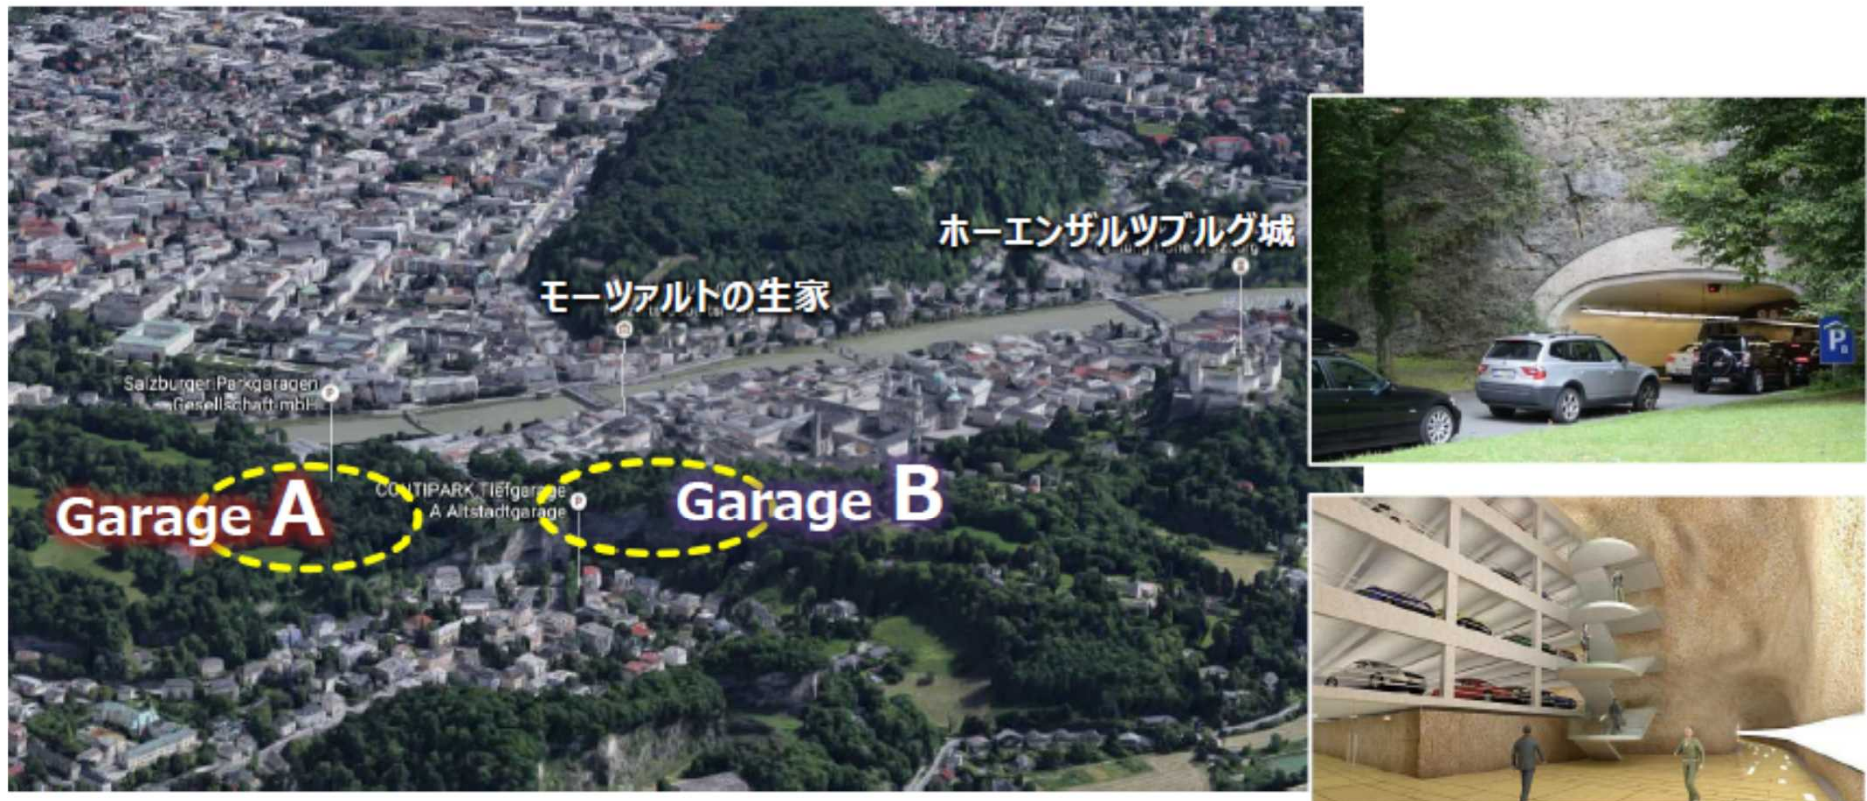 ホーエンザルツブルグ城
モーツァルトの生家
Salzburger Parkgaragen
Gesellschaft mbH
Garage A
CONTIPARK Tiefgarage
A Altstadtgarage
Garage B
P